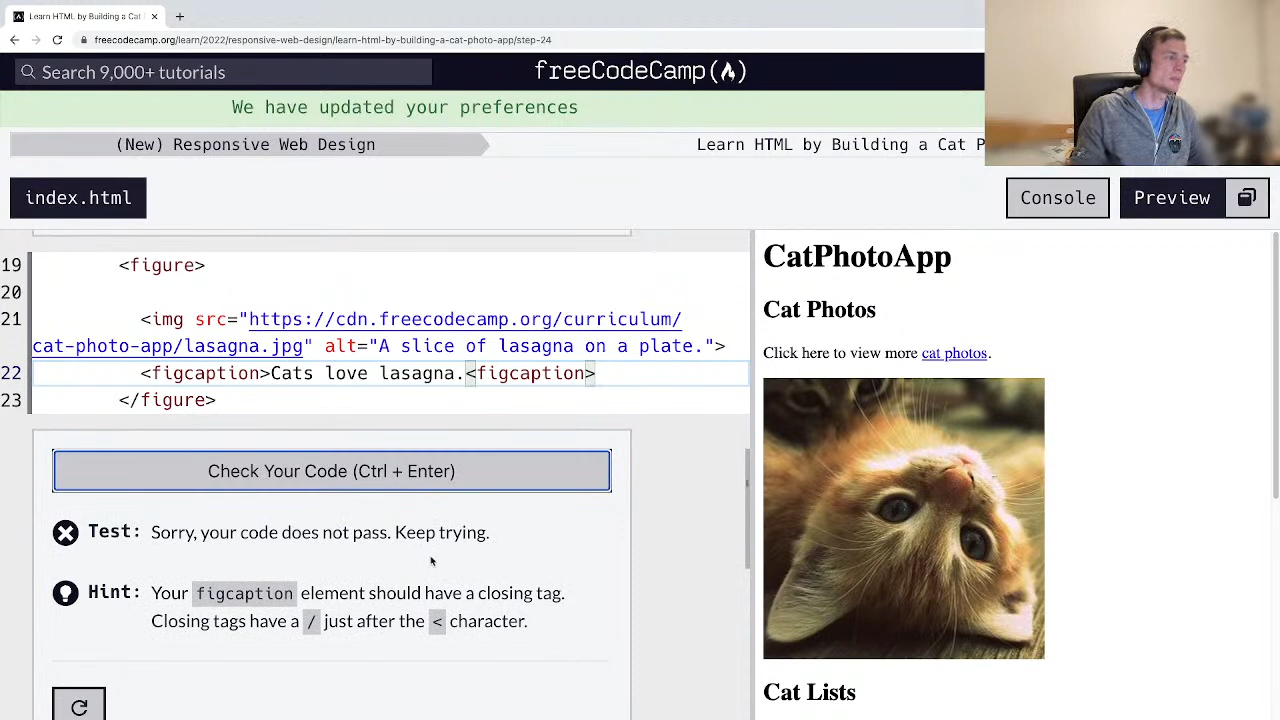 Learn HTML by Building a Cat
freecodecamp.org/learn/2022/responsive-web-design/learn-html-by-building-a-cat-photo-app/step-24
Search 9,000+ tutorials
freeCodeCamp
We have updated your preferences
(New) Responsive Web Design
Learn HTML by Building a Cat P
index.html
Console
Preview
19 <figure>
20
21 <img src="https://cdn.freecodecamp.org/curriculum/
cat-photo-app/lasagna.jpg" alt="A slice of lasagna on a plate.">
22 <figcaption>Cats love lasagna.<figcaption>
23 </figure>
Check Your Code (Ctrl + Enter)
Test: Sorry, your code does not pass. Keep trying.
Hint: Your figcaption element should have a closing tag.
Closing tags have a / just after the < character.
CatPhotoApp
Cat Photos
Click here to view more cat photos.
Cat Lists